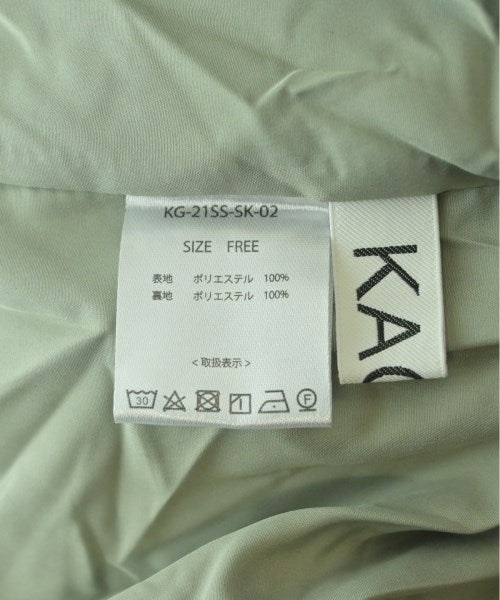 KG-21SS-SK-02
SIZE FREE
表地 ポリエステル 100%
裏地 ポリエステル 100%
<取扱表示>
30
F